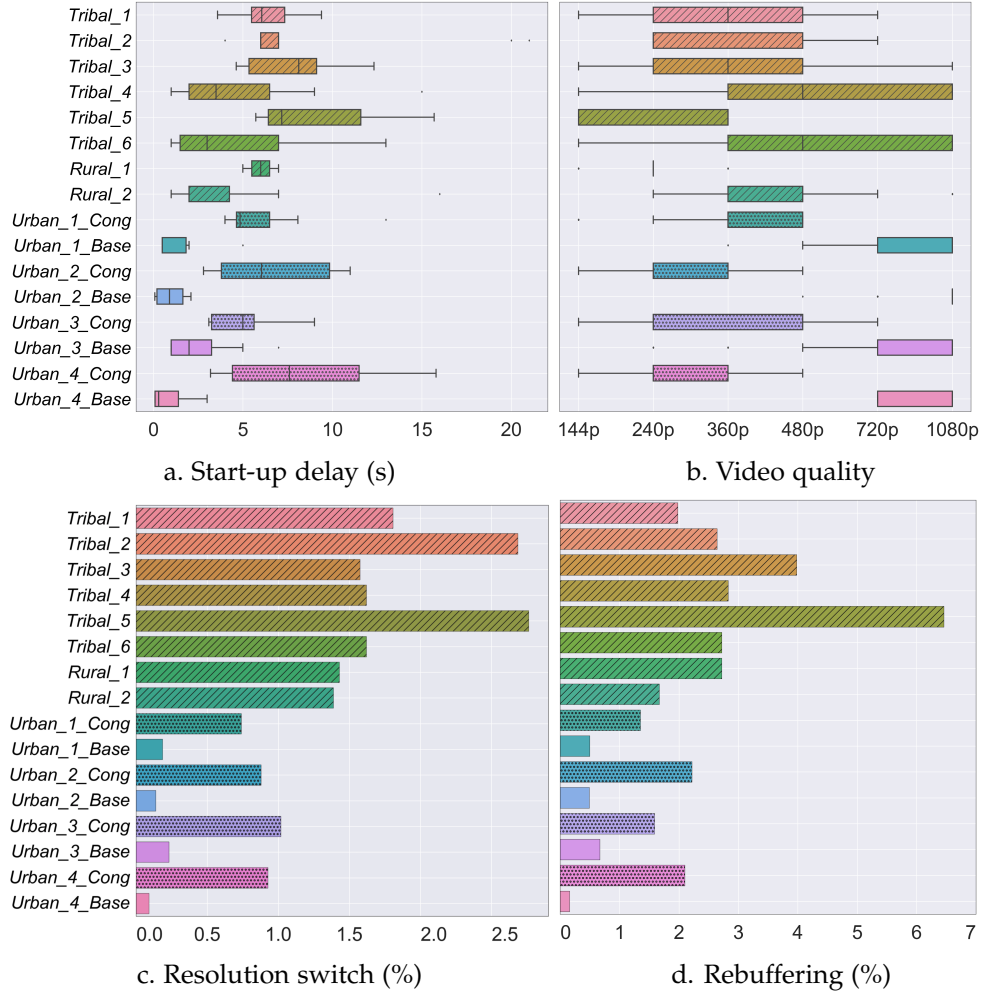 Tribal_1
Tribal_2
Tribal_3
Tribal_4
Tribal_5
Tribal_6
Rural_1
Rural_2
Urban_1_Cong
Urban_1_Base
Urban_2_Cong
Urban_2_Base
Urban_3_Cong
Urban_3_Base
Urban_4_Cong
Urban_4_Base
0 5 10 15 20
a. Start-up delay (s)
144p 240p 360p 480p 720p 1080p
b. Video quality
Tribal_1
Tribal_2
Tribal_3
Tribal_4
Tribal_5
Tribal_6
Rural_1
Rural_2
Urban_1_Cong
Urban_1_Base
Urban_2_Cong
Urban_2_Base
Urban_3_Cong
Urban_3_Base
Urban_4_Cong
Urban_4_Base
0.0 0.5 1.0 1.5 2.0
c. Resolution switch (%)
0 1 2 3 4 5 6 7
d. Rebuffering (%)